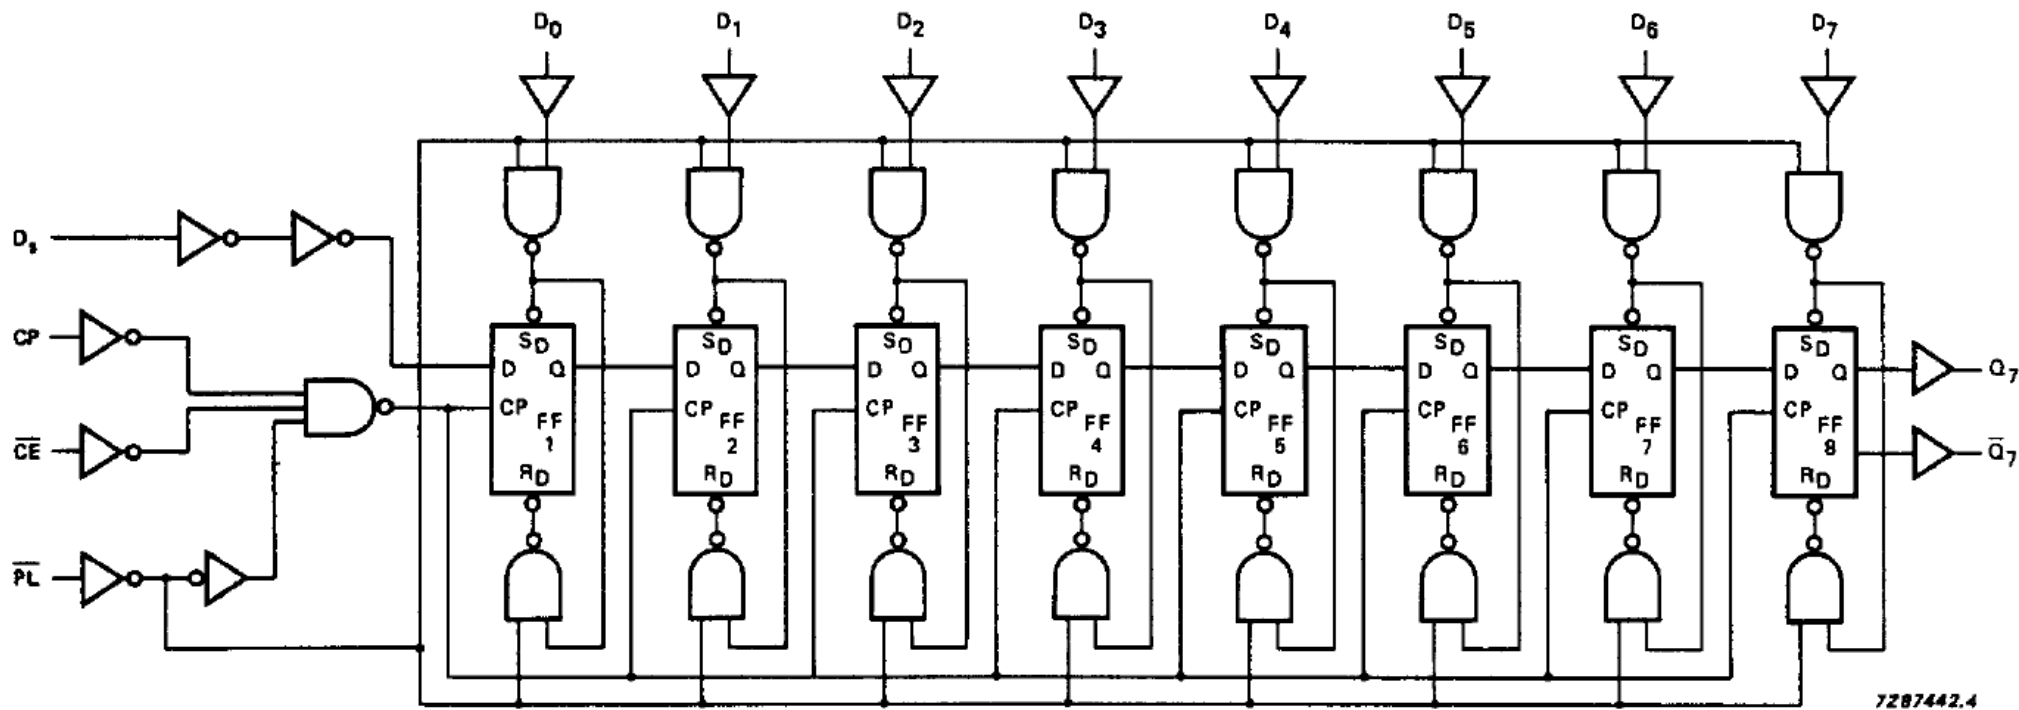 D0 D1 D2 D3 D4 D5 D6 D7
Ds
CP
CE
PL
SD SD SD SD SD SD SD SD
D Q D Q D Q D Q D Q D Q D Q D Q
CP CP CP CP CP CP CP CP
FF 1 FF 2 FF 3 FF 4 FF 5 FF 6 FF 7 FF 8
RD RD RD RD RD RD RD RD
Q7
Q̅7
7287442.4